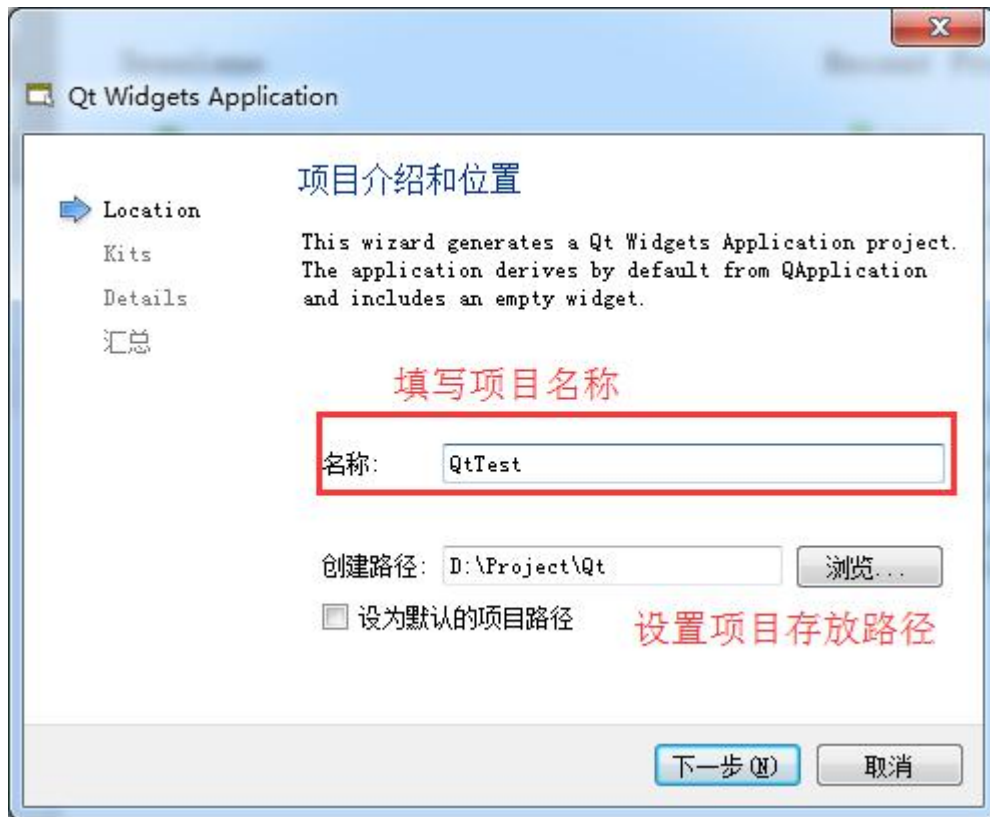 Qt Widgets Application
Location
Kits
Details
汇总
项目介绍和位置
This wizard generates a Qt Widgets Application project.
The application derives by default from QApplication
and includes an empty widget.
填写项目名称
名称: QtTest
创建路径: D:\Project\Qt 浏览...
设为默认的项目路径
设置项目存放路径
下一步(N) 取消